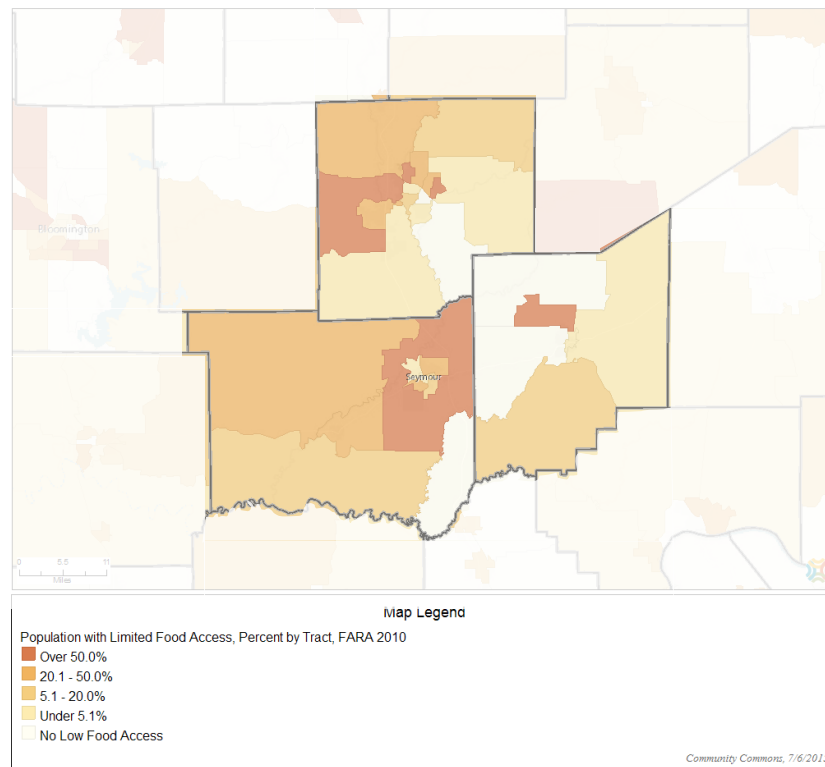 Bloomington
Seymour
0 5.5 11
Miles
Map Legend
Population with Limited Food Access, Percent by Tract, FARA 2010
Over 50.0%
20.1 - 50.0%
5.1 - 20.0%
Under 5.1%
No Low Food Access
Community Commons, 7/6/201